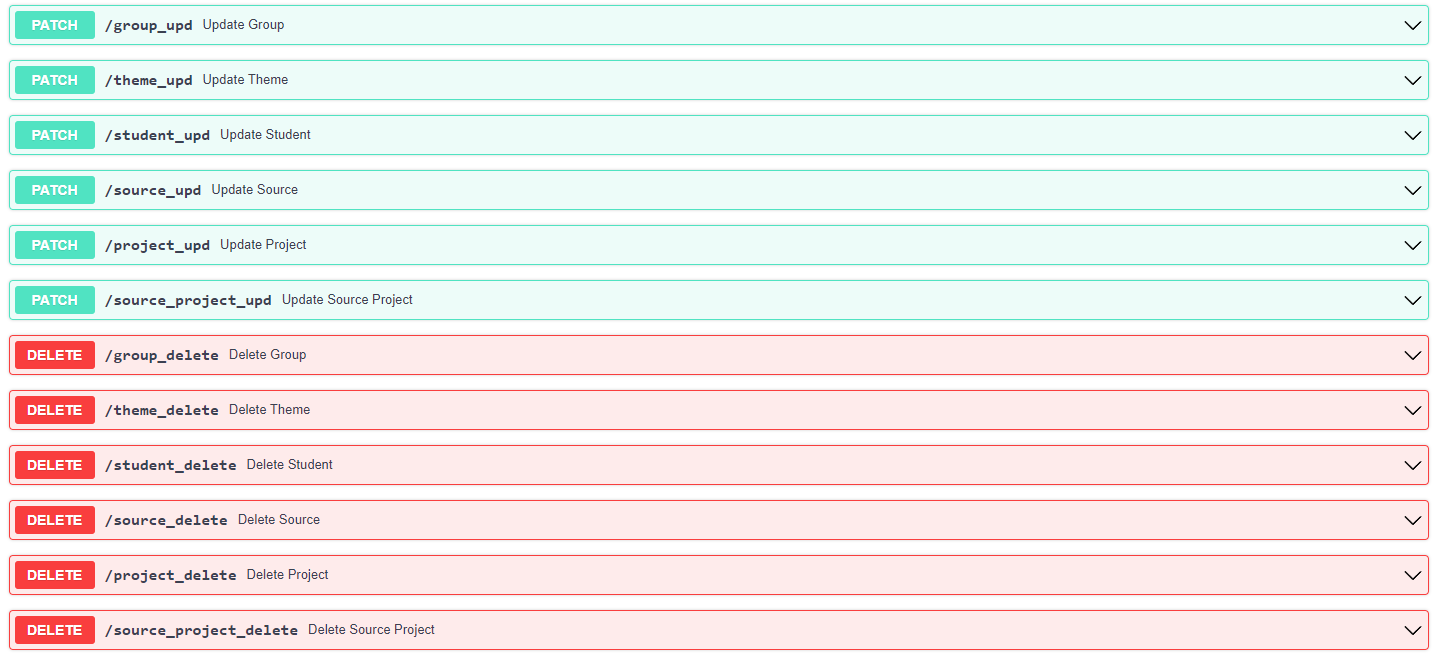 PATCH /group_upd Update Group
PATCH /theme_upd Update Theme
PATCH /student_upd Update Student
PATCH /source_upd Update Source
PATCH /project_upd Update Project
PATCH /source_project_upd Update Source Project
DELETE /group_delete Delete Group
DELETE /theme_delete Delete Theme
DELETE /student_delete Delete Student
DELETE /source_delete Delete Source
DELETE /project_delete Delete Project
DELETE /source_project_delete Delete Source Project